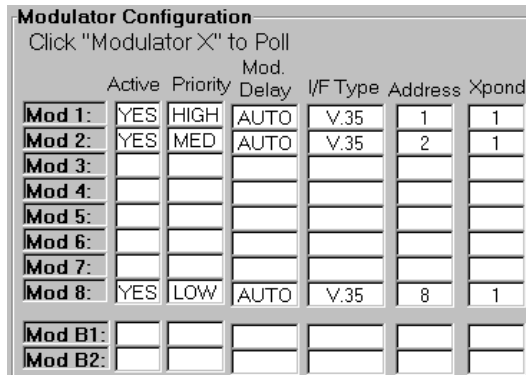 Modulator Configuration
Click "Modulator X" to Poll
Active Priority Mod. Delay I/F Type Address Xpond
Mod 1: YES HIGH AUTO V.35 1 1
Mod 2: YES MED AUTO V.35 2 1
Mod 3:
Mod 4:
Mod 5:
Mod 6:
Mod 7:
Mod 8: YES LOW AUTO V.35 8 1
Mod B1:
Mod B2: